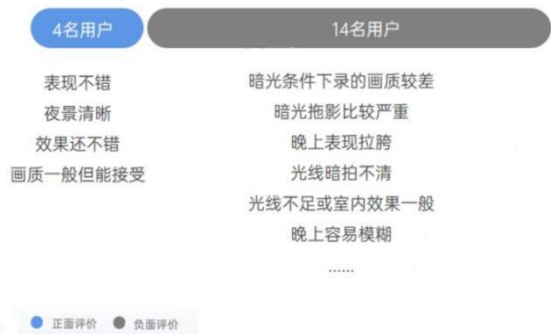 4名用户
14名用户
表现不错
夜景清晰
效果还不错
画质一般但能接受
暗光条件下录的画质较差
暗光拖影比较严重
晚上表现拉胯
光线暗拍不清
光线不足或室内效果一般
晚上容易模糊
......
正面评价
负面评价